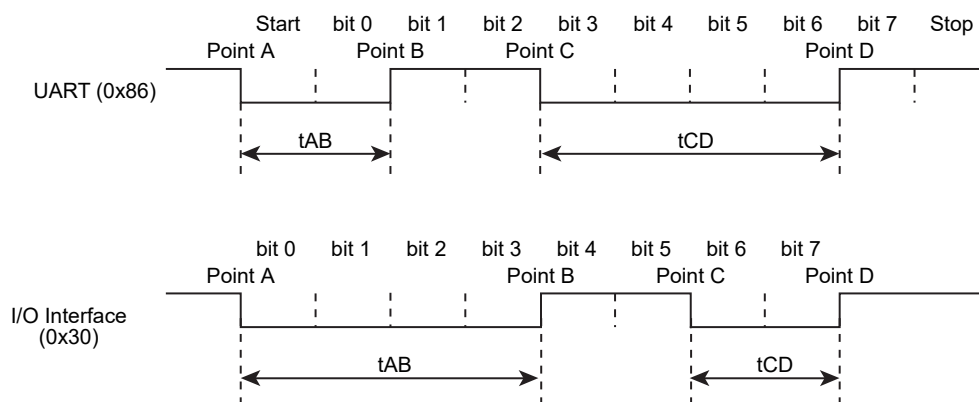 Start bit 0 bit 1 bit 2 bit 3 bit 4 bit 5 bit 6 bit 7 Stop
Point A Point B Point C Point D
UART (0x86)
tAB tCD
bit 0 bit 1 bit 2 bit 3 bit 4 bit 5 bit 6 bit 7
Point A Point B Point C Point D
I/O Interface
(0x30)
tAB tCD